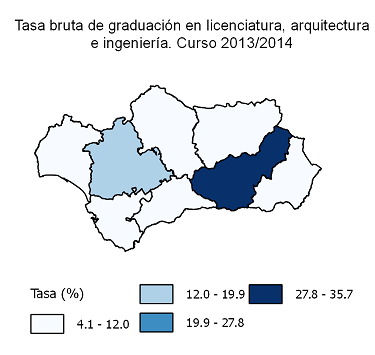 Tasa bruta de graduación en licenciatura, arquitectura
e ingeniería. Curso 2013/2014
Tasa (%)
12.0 - 19.9
27.8 - 35.7
4.1 - 12.0
19.9 - 27.8